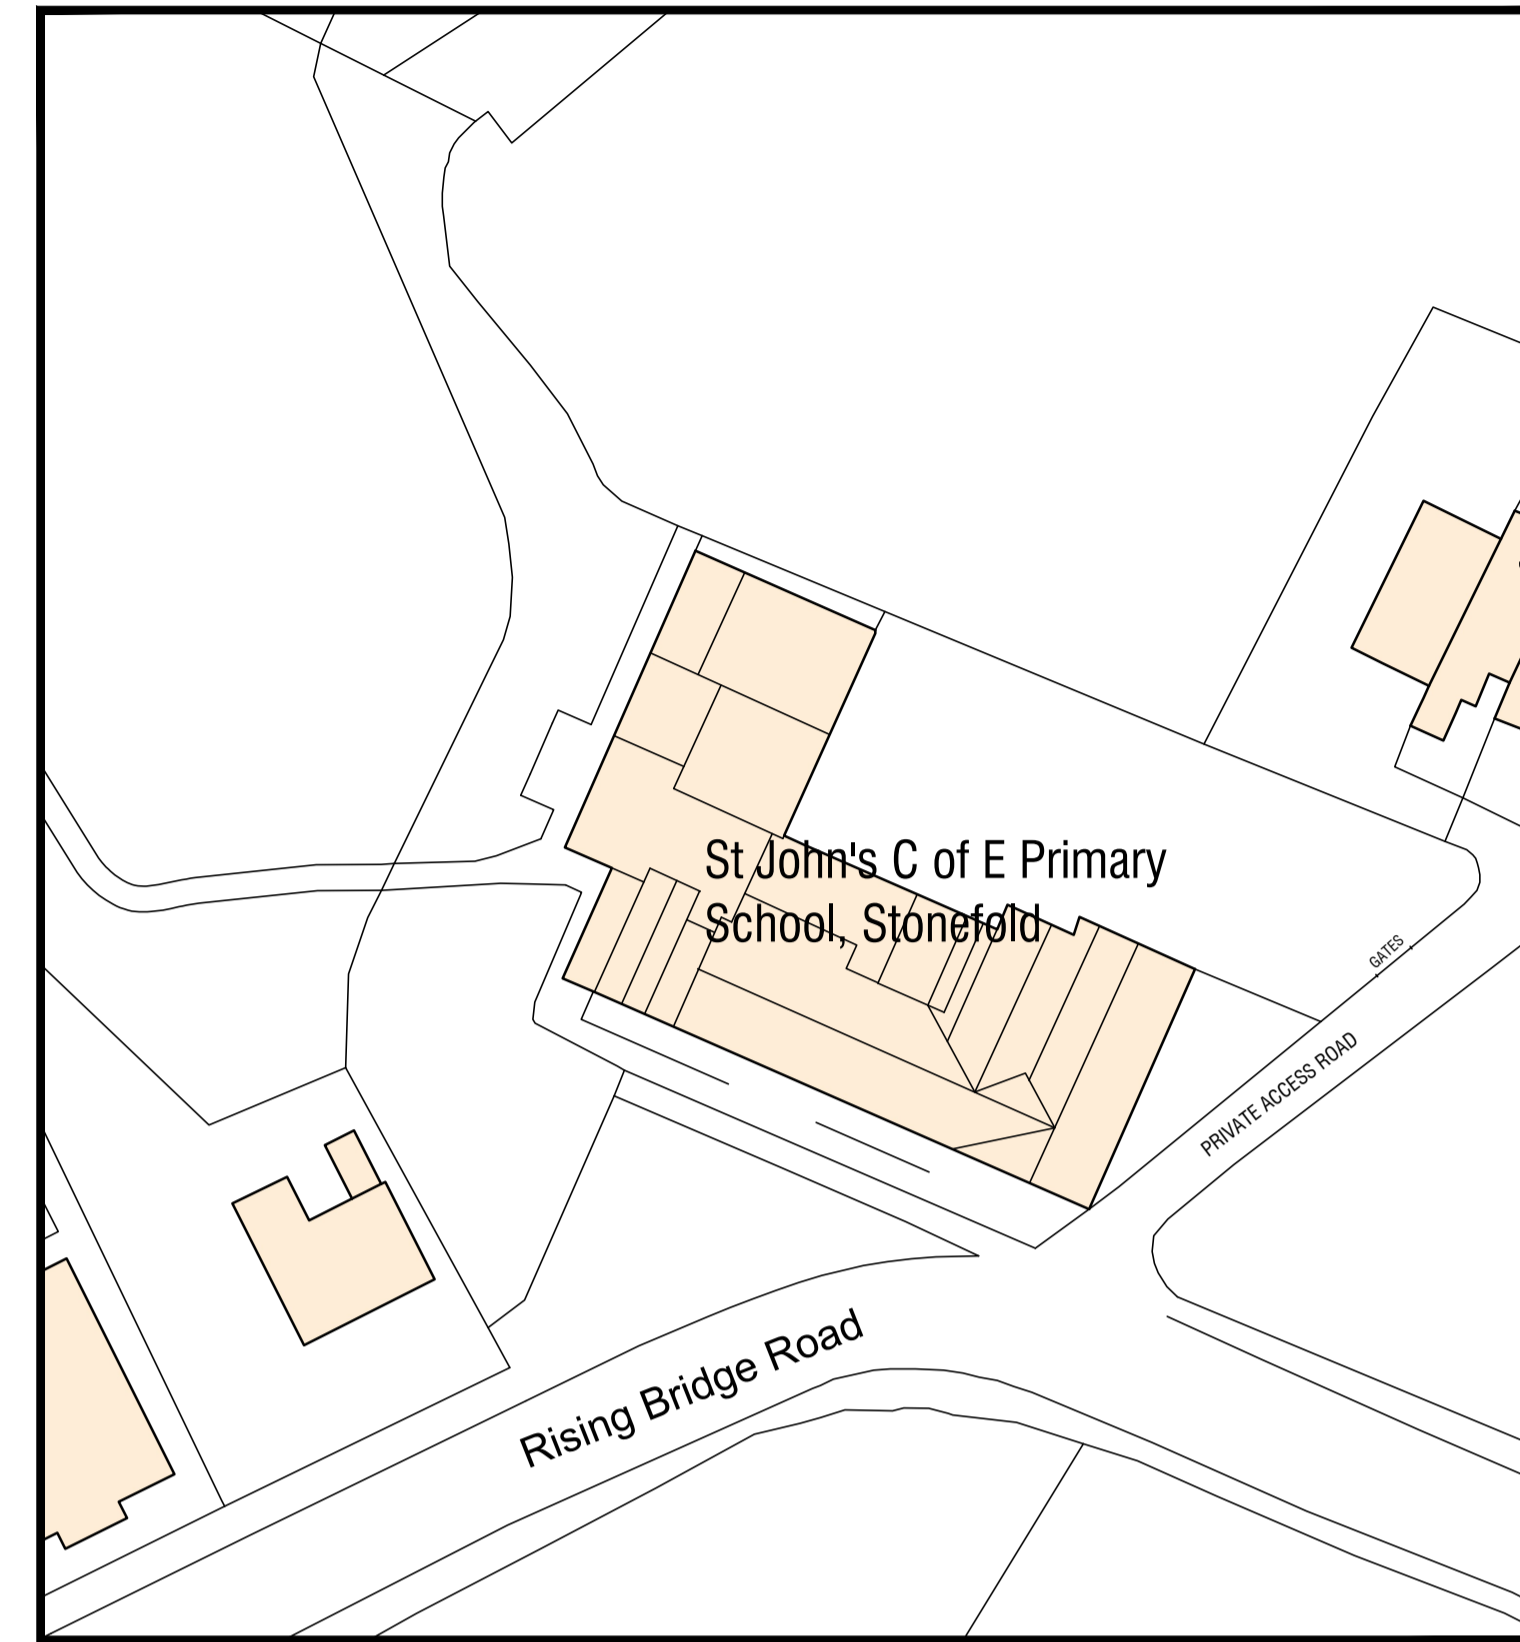 St John's C of E Primary
School, Stonefold
GATES
PRIVATE ACCESS ROAD
Rising Bridge Road